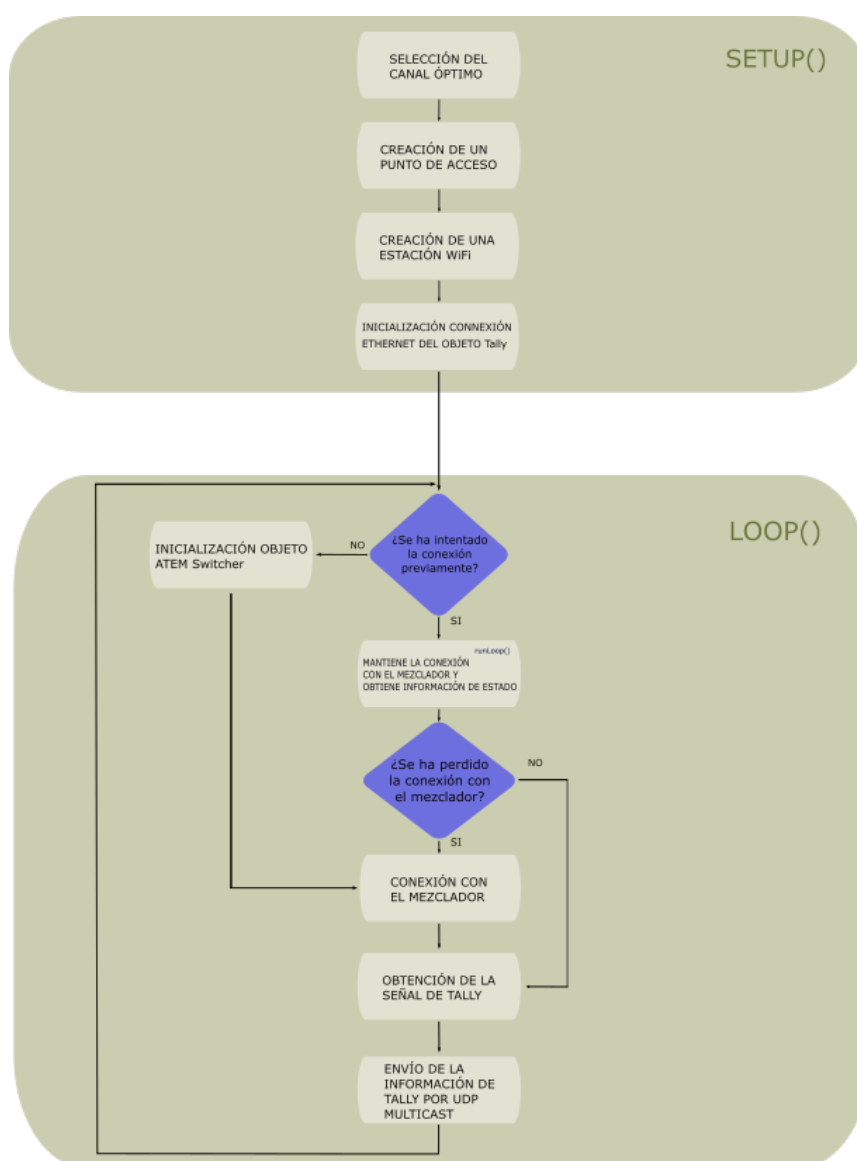 SETUP()
SELECCIÓN DEL
CANAL ÓPTIMO
CREACIÓN DE UN
PUNTO DE ACCESO
CREACIÓN DE UNA
ESTACIÓN WiFi
INICIALIZACIÓN CONNEXIÓN
ETHERNET DEL OBJETO Tally
LOOP()
¿Se ha intentado
la conexión
previamente?
NO
INICIALIZACIÓN OBJETO
ATEM Switcher
SI
runLoop()
MANTIENE LA CONEXIÓN
CON EL MEZCLADOR Y
OBTIENE INFORMACIÓN DE ESTADO
¿Se ha perdido
la conexión con
el mezclador?
NO
SI
CONEXIÓN CON
EL MEZCLADOR
OBTENCIÓN DE LA
SEÑAL DE TALLY
ENVÍO DE LA
INFORMACIÓN DE
TALLY POR UDP
MULTICAST